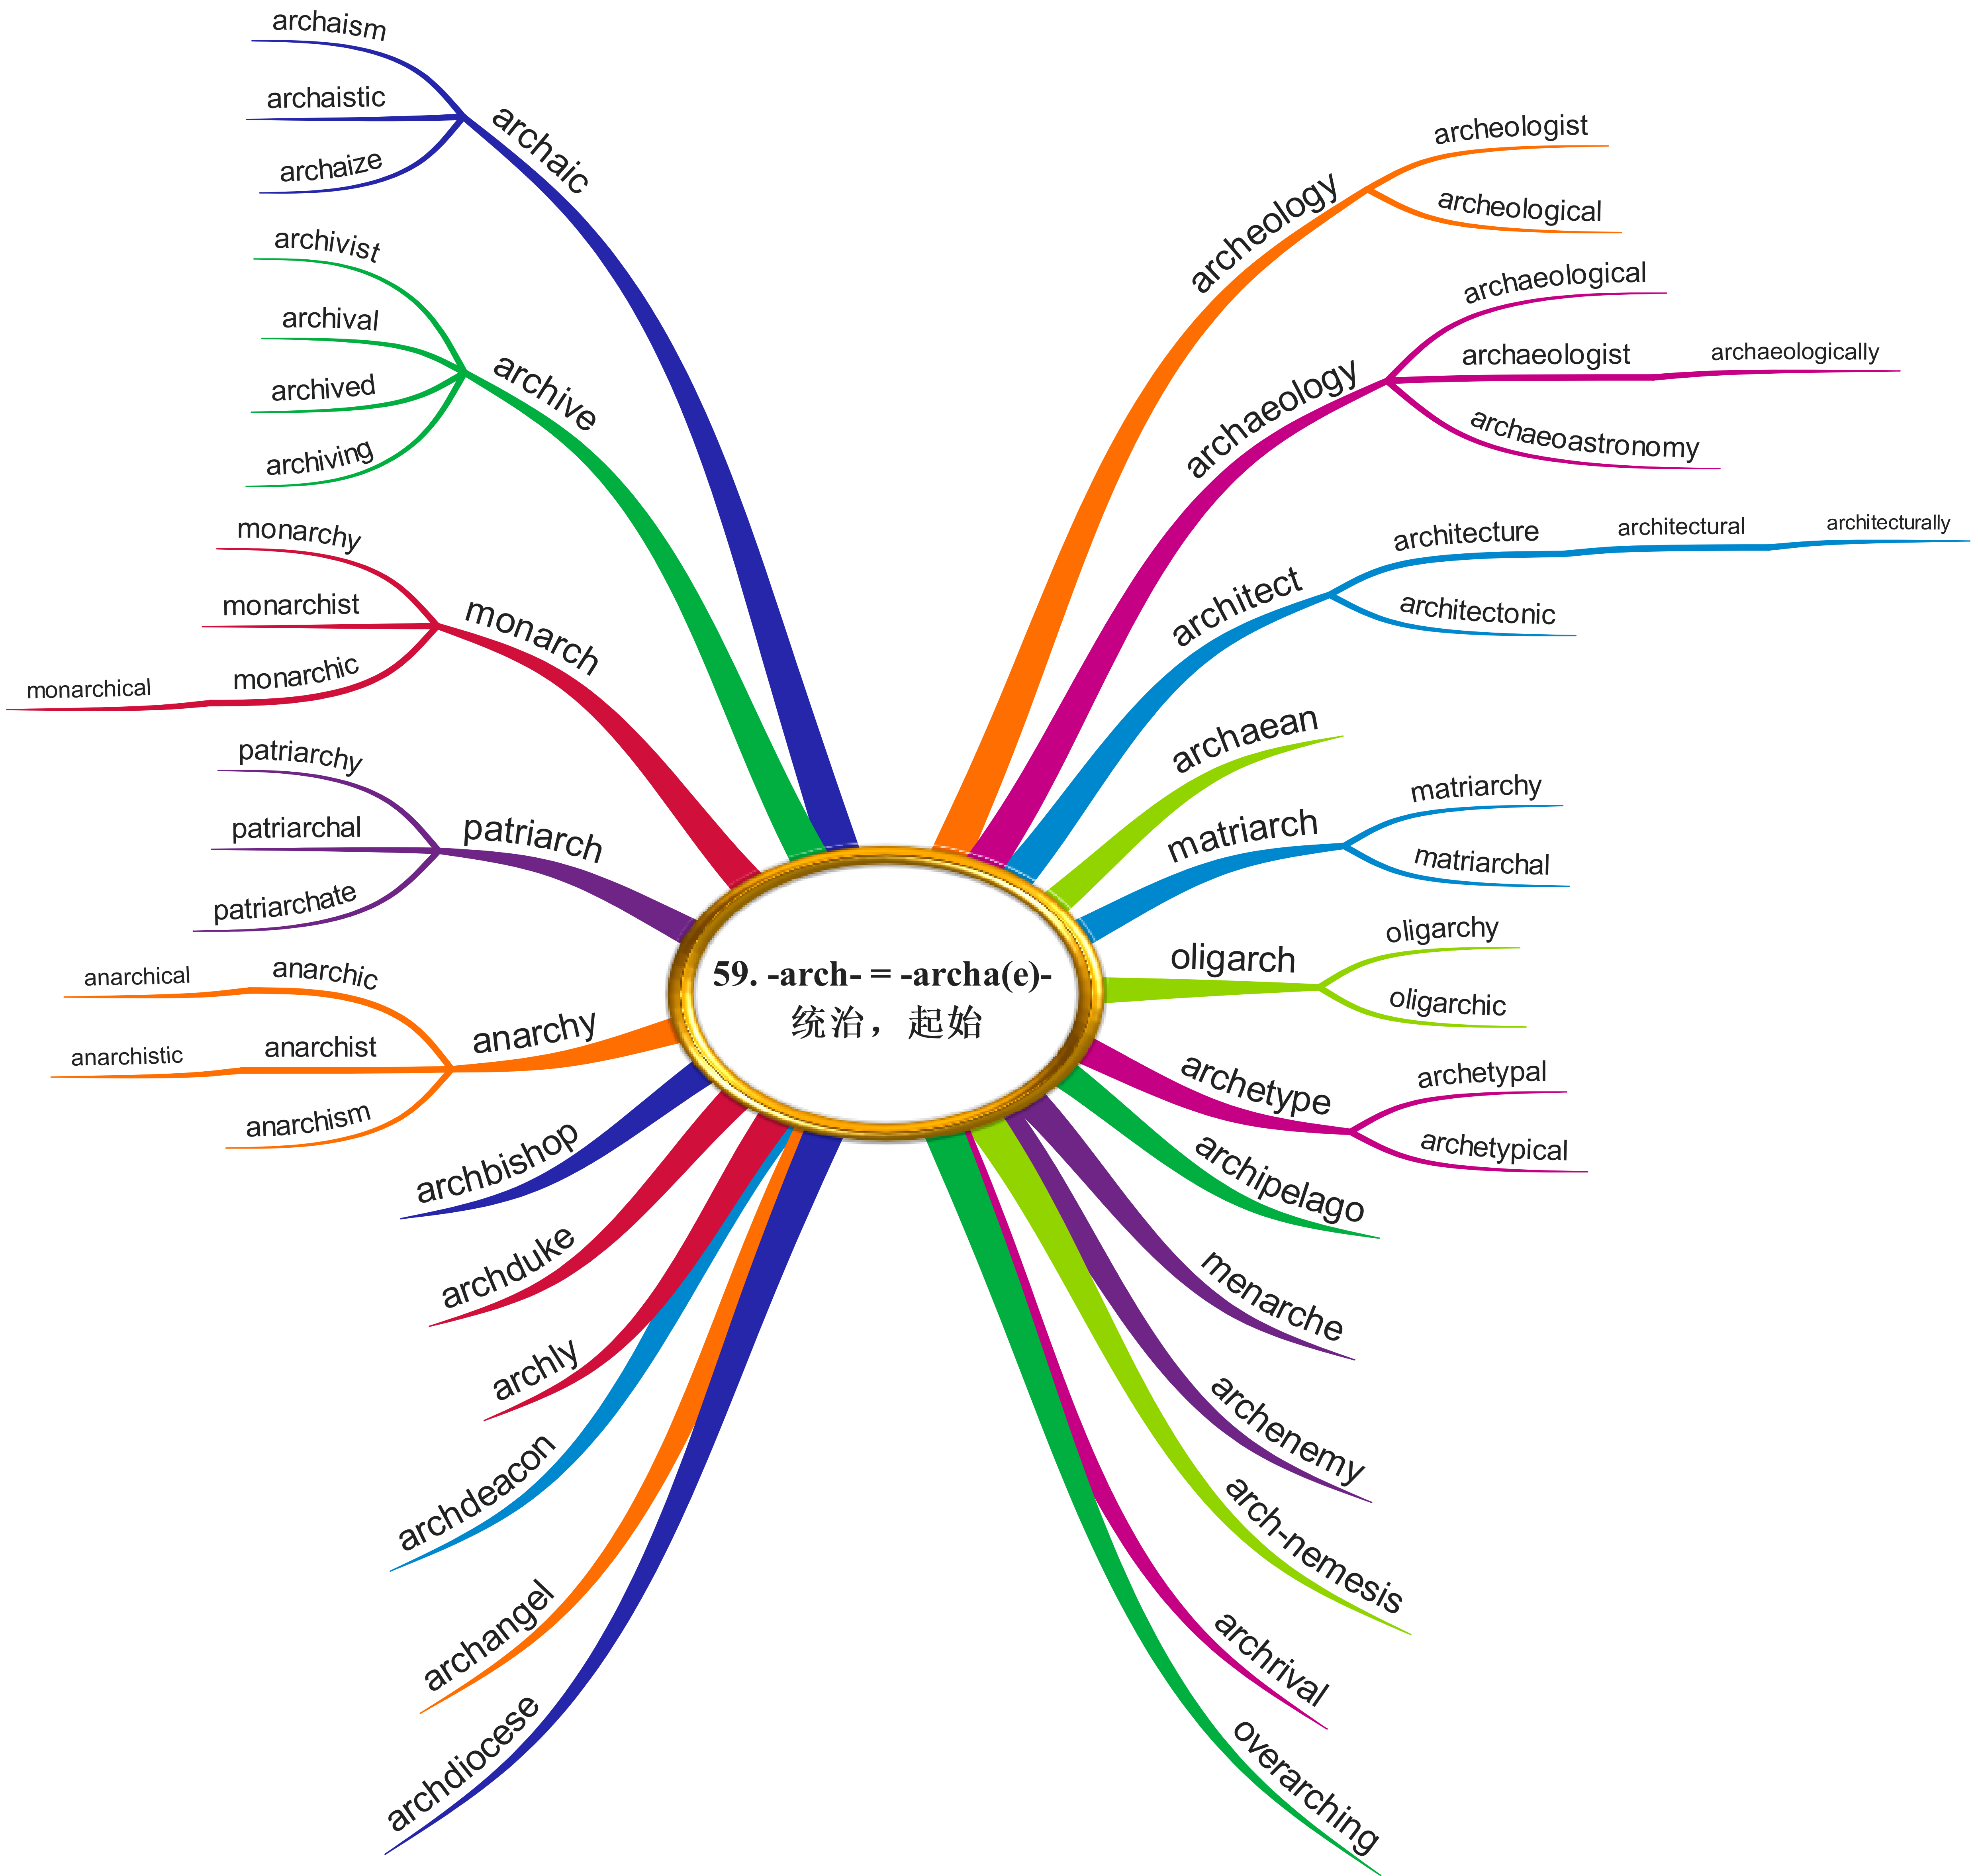 59. -arch- = -archa(e)-
统治，起始
archeology
archeologist
archeological
archaeology
archaeological
archaeologist
archaeologically
archaeoastronomy
architect
architecture
architectural
architecturally
architectonic
archaean
matriarch
matriarchy
matriarchal
oligarch
oligarchy
oligarchic
archetype
archetypal
archetypical
archipelago
menarche
archenemy
arch-nemesis
archrival
overarching
archaic
archaism
archaistic
archaize
archive
archivist
archival
archived
archiving
monarch
monarchy
monarchist
monarchic
monarchical
patriarch
patriarchy
patriarchal
patriarchate
anarchy
anarchic
anarchical
anarchist
anarchistic
anarchism
archbishop
archduke
archly
archdeacon
archangel
archdiocese